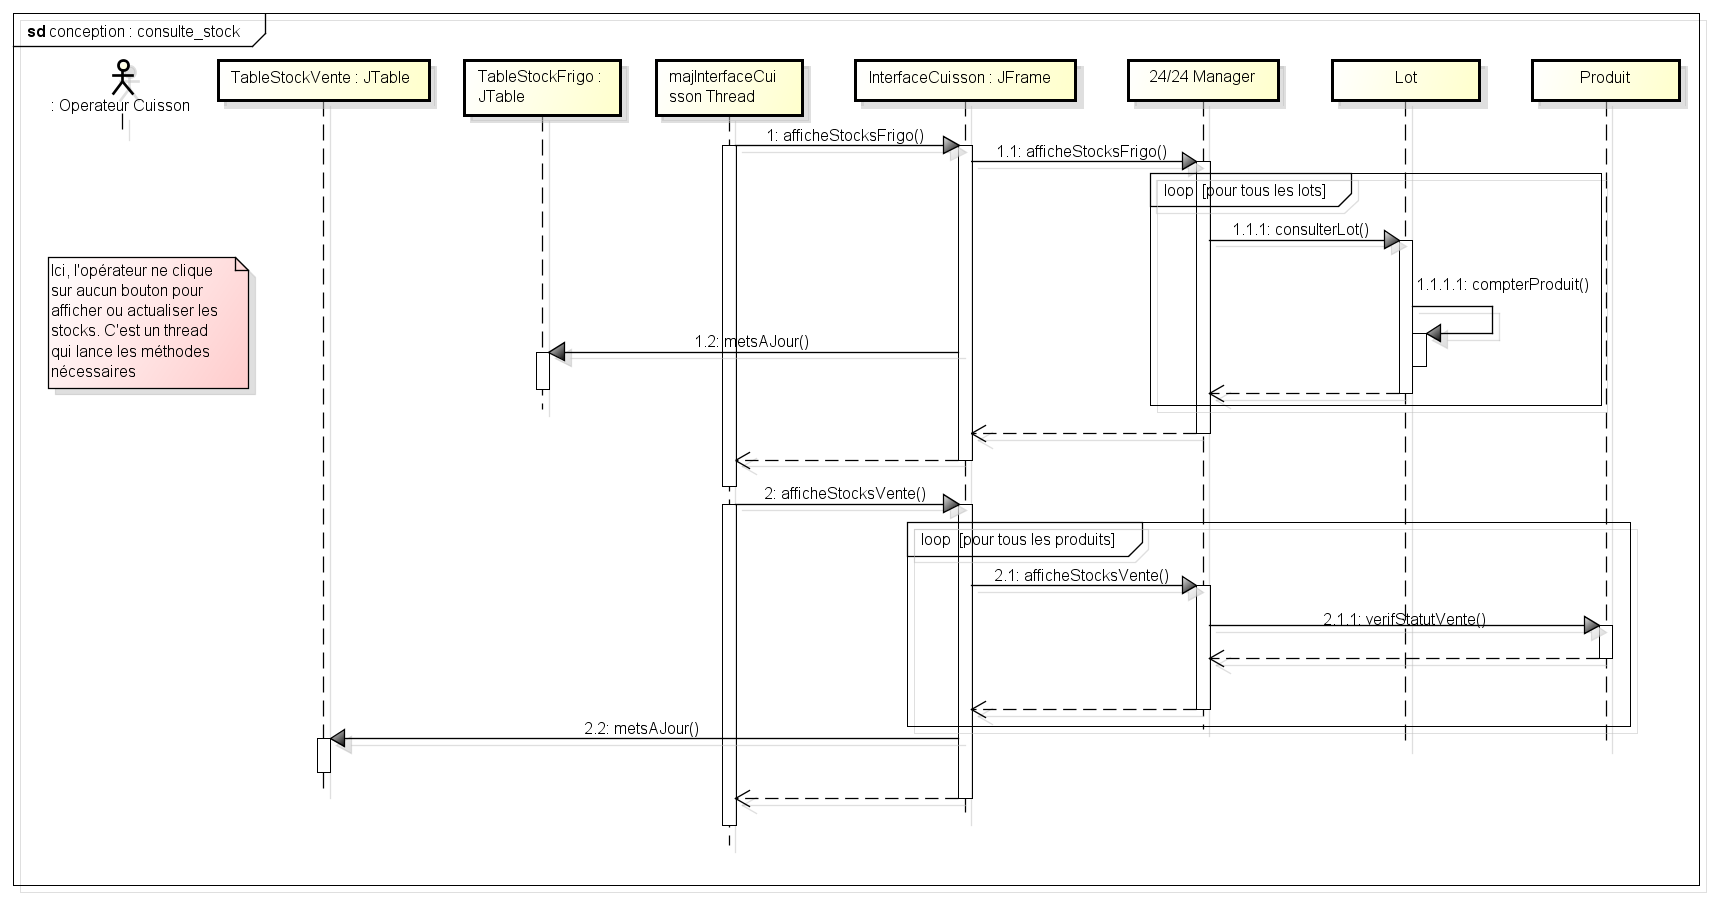 sd conception : consulte_stock
: Operateur Cuisson
TableStockVente : JTable
TableStockFrigo :
JTable
majInterfaceCui
sson Thread
InterfaceCuisson : JFrame
24/24 Manager
Lot
Produit
1: afficheStocksFrigo()
1.1: afficheStocksFrigo()
loop [pour tous les lots]
1.1.1: consulterLot()
1.1.1.1: compterProduit()
Ici, l'opérateur ne clique
sur aucun bouton pour
afficher ou actualiser les
stocks. C'est un thread
qui lance les méthodes
nécessaires
1.2: metsAJour()
2: afficheStocksVente()
loop [pour tous les produits]
2.1: afficheStocksVente()
2.1.1: verifStatutVente()
2.2: metsAJour()